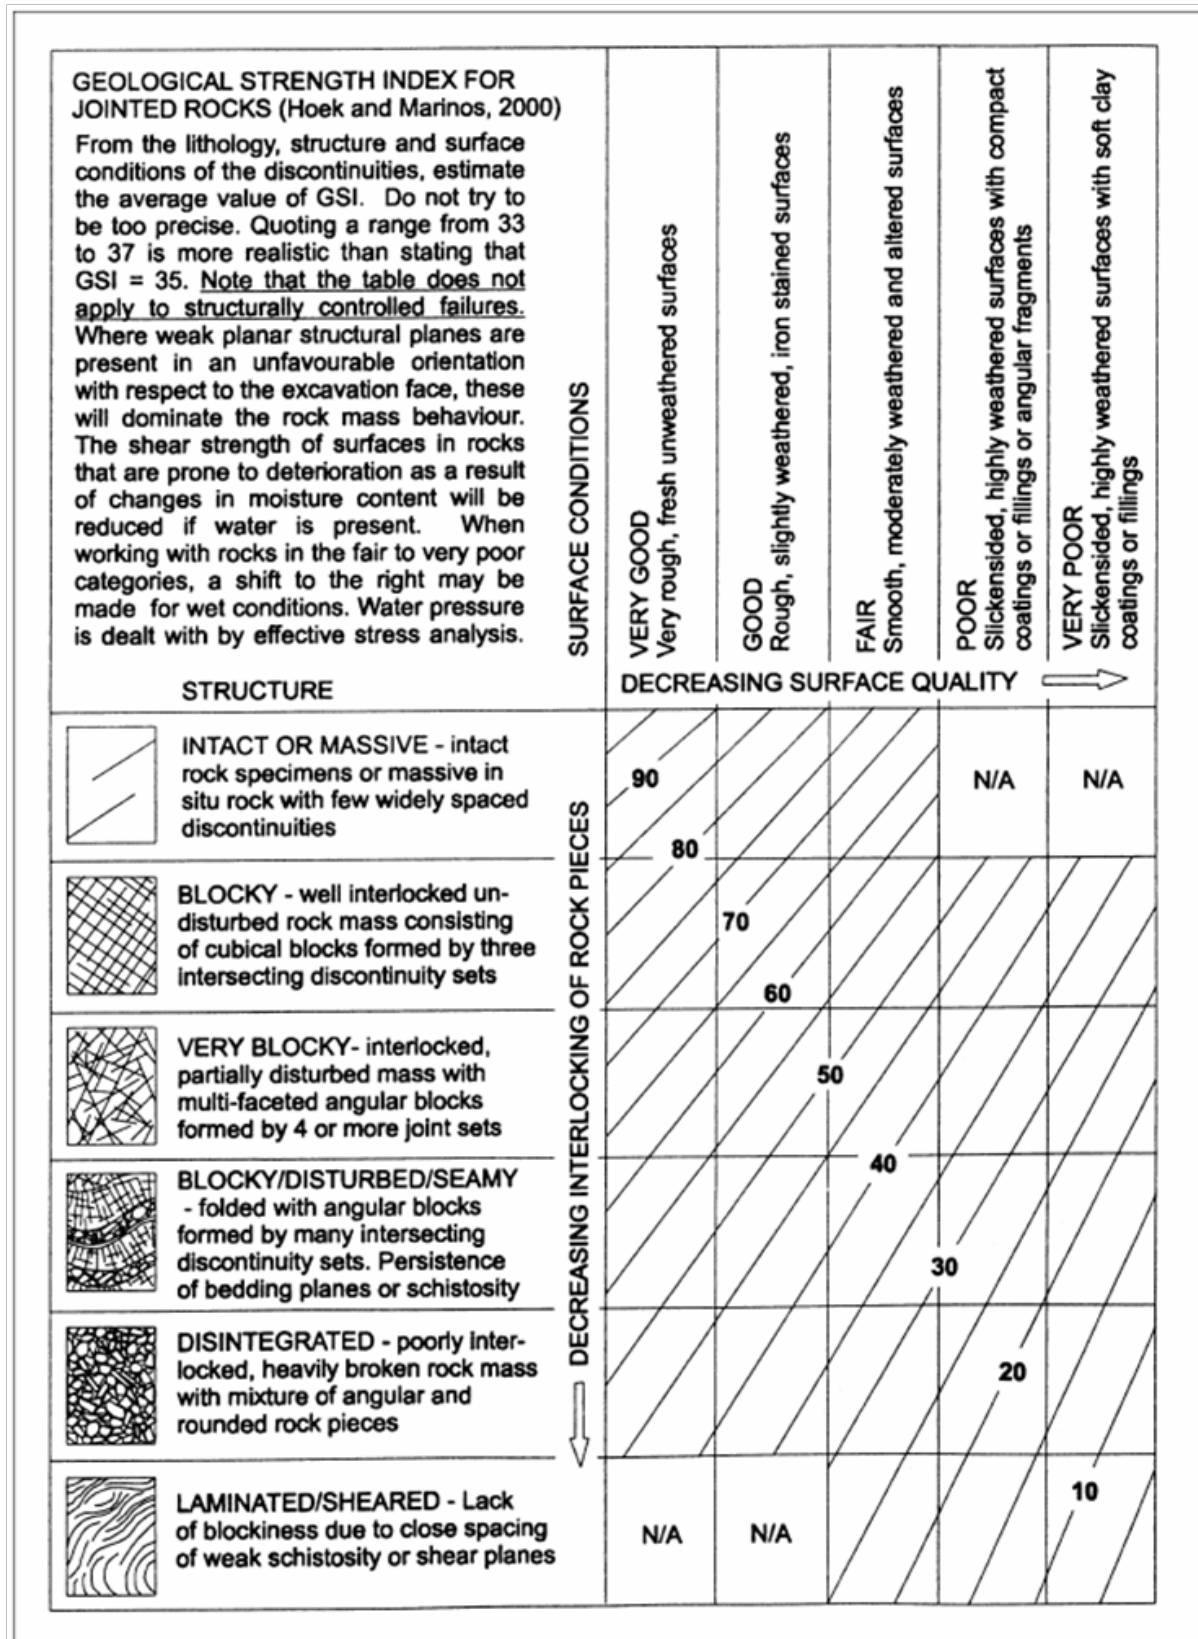 GEOLOGICAL STRENGTH INDEX FOR
JOINTED ROCKS (Hoek and Marinos, 2000)
From the lithology, structure and surface
conditions of the discontinuities, estimate
the average value of GSI. Do not try to
be too precise. Quoting a range from 33
to 37 is more realistic than stating that
GSI = 35. Note that the table does not
apply to structurally controlled failures.
Where weak planar structural planes are
present in an unfavourable orientation
with respect to the excavation face, these
will dominate the rock mass behaviour.
The shear strength of surfaces in rocks
that are prone to deterioration as a result
of changes in moisture content will be
reduced if water is present. When
working with rocks in the fair to very poor
categories, a shift to the right may be
made for wet conditions. Water pressure
is dealt with by effective stress analysis.
STRUCTURE
SURFACE CONDITIONS
VERY GOOD
Very rough, fresh unweathered surfaces
GOOD
Rough, slightly weathered, iron stained surfaces
FAIR
Smooth, moderately weathered and altered surfaces
POOR
Slickensided, highly weathered surfaces with compact
coatings or fillings or angular fragments
VERY POOR
Slickensided, highly weathered surfaces with soft clay
coatings or fillings
DECREASING SURFACE QUALITY
DECREASING INTERLOCKING OF ROCK PIECES
INTACT OR MASSIVE - intact
rock specimens or massive in
situ rock with few widely spaced
discontinuities
90
N/A
N/A
80
BLOCKY - well interlocked un-
disturbed rock mass consisting
of cubical blocks formed by three
intersecting discontinuity sets
70
60
VERY BLOCKY- interlocked,
partially disturbed mass with
multi-faceted angular blocks
formed by 4 or more joint sets
50
40
BLOCKY/DISTURBED/SEAMY
- folded with angular blocks
formed by many intersecting
discontinuity sets. Persistence
of bedding planes or schistosity
30
DISINTEGRATED - poorly inter-
locked, heavily broken rock mass
with mixture of angular and
rounded rock pieces
20
LAMINATED/SHEARED - Lack
of blockiness due to close spacing
of weak schistosity or shear planes
N/A
N/A
10